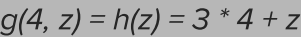 g(4, z) = h(z) = 3 * 4 + z